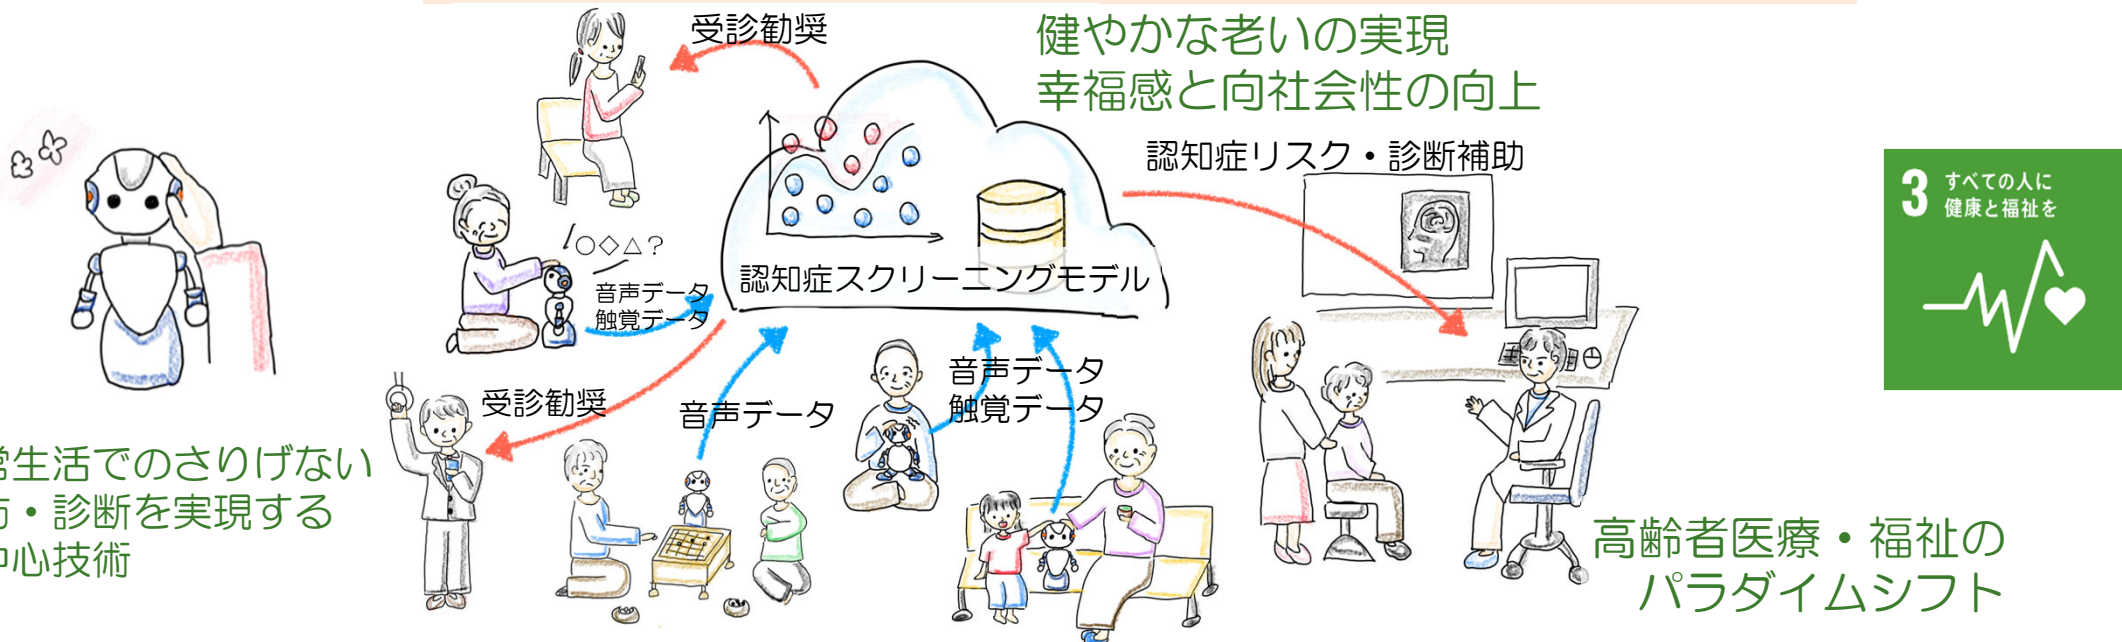 受診勧奨
健やかな老いの実現
幸福感と向社会性の向上
認知症リスク・診断補助
3 すべての人に
健康と福祉を
○◇△?
音声データ
触覚データ
認知症スクリーニングモデル
受診勧奨
音声データ
音声データ
触覚データ
常生活でのさりげない
・診断を実現する
中心技術
高齢者医療・福祉の
パラダイムシフト